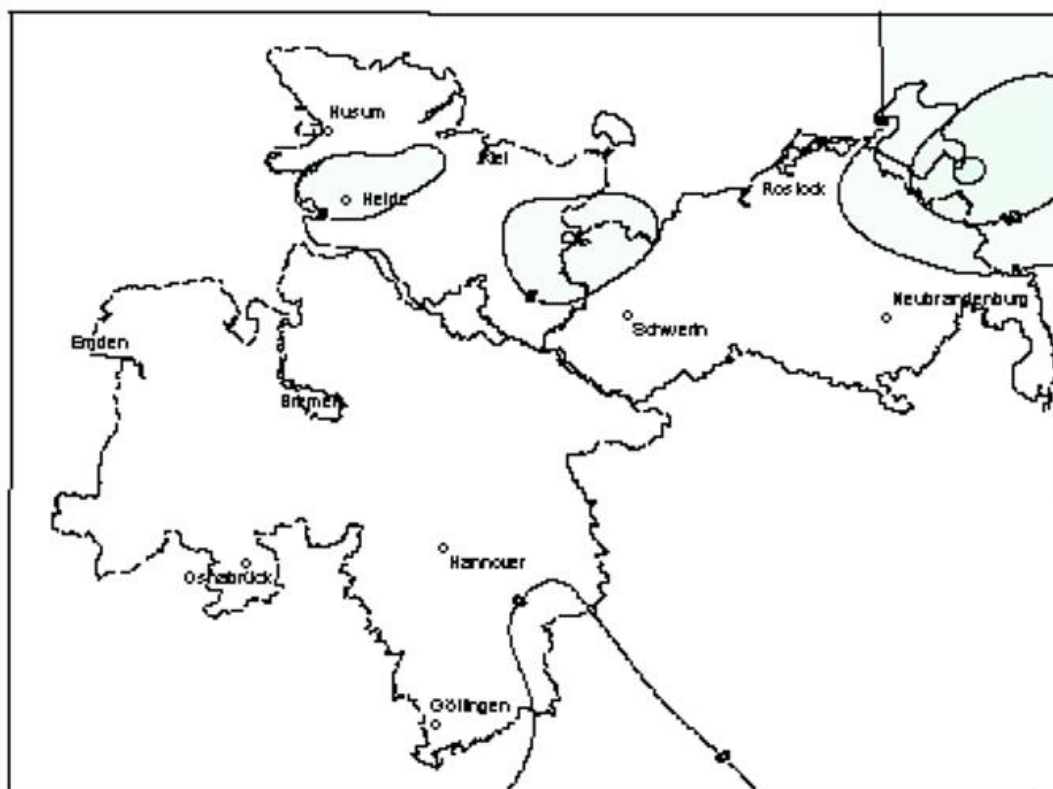 Husum
Kiel
Heide
Rostock
Neubrandenburg
Schwerin
Emden
Bremen
Hannover
Osnabrück
Göttingen